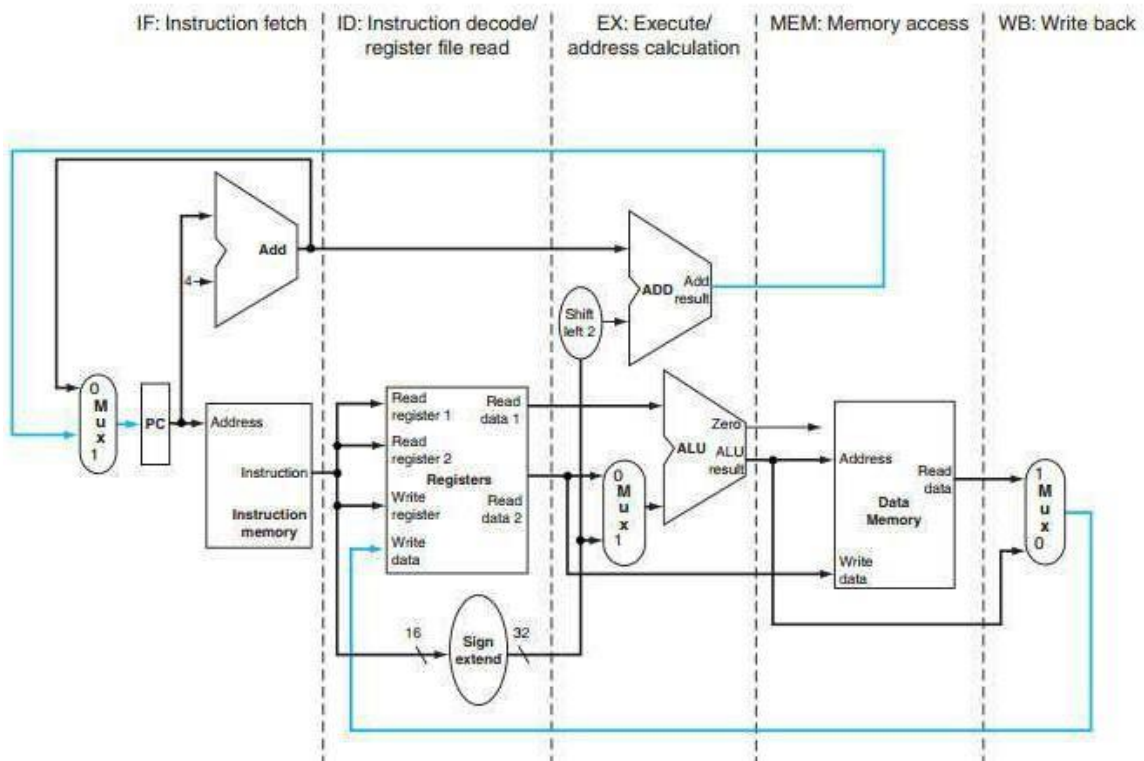 IF: Instruction fetch
ID: Instruction decode/
register file read
EX: Execute/
address calculation
MEM: Memory access
WB: Write back
Add
4
ADD
Add
result
Shift
left 2
0
M
u
x
1
PC
Address
Instruction
Instruction
memory
Read
register 1
Read
register 2
Write
register
Write
data
Registers
Read
data 1
Read
data 2
0
M
u
x
1
Zero
ALU
ALU
result
Address
Read
data
Data
Memory
Write
data
1
M
u
x
0
16
Sign
extend
32